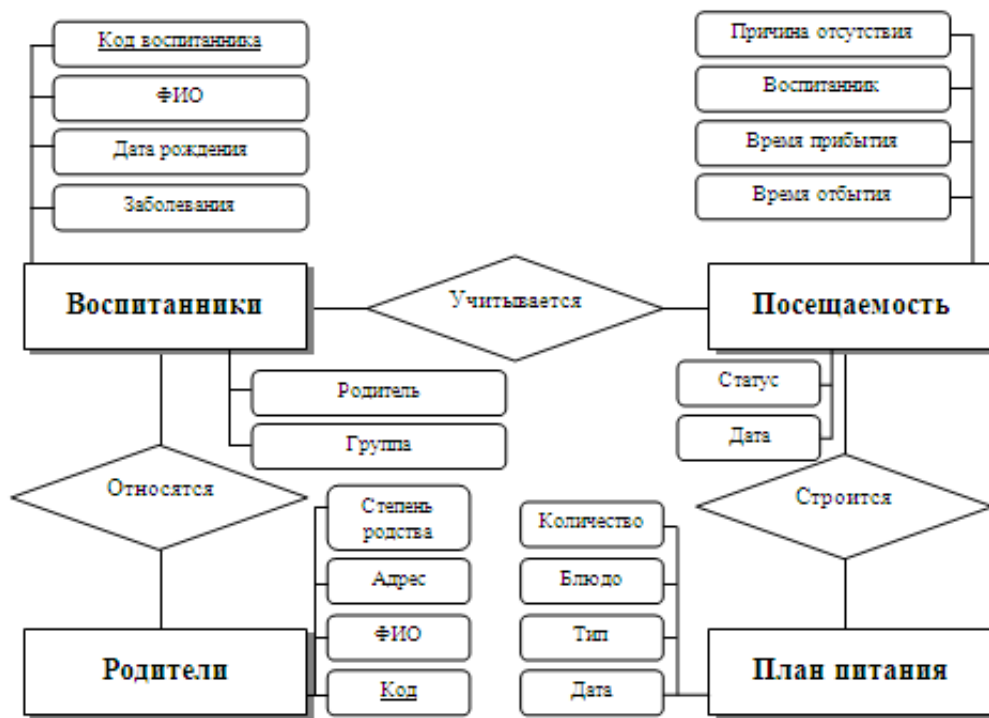 Код воспитанника
ФИО
Дата рождения
Заболевания
Причина отсутствия
Воспитанник
Время прибытия
Время отбытия
Воспитанники
Учитывается
Посещаемость
Родитель
Группа
Статус
Дата
Относятся
Строится
Степень
родства
Адрес
ФИО
Код
Количество
Блюдо
Тип
Дата
Родители
План питания